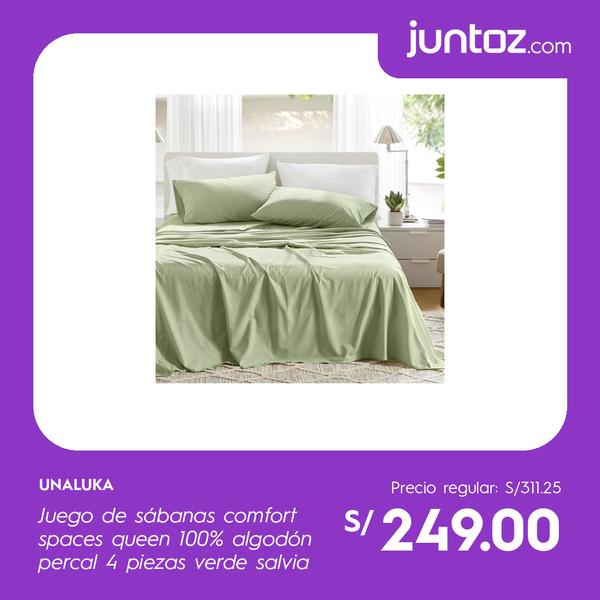 juntoz.com
UNALUKA
Juego de sábanas comfort
spaces queen 100% algodón
percal 4 piezas verde salvia
Precio regular: S/311.25
S/ 249.00